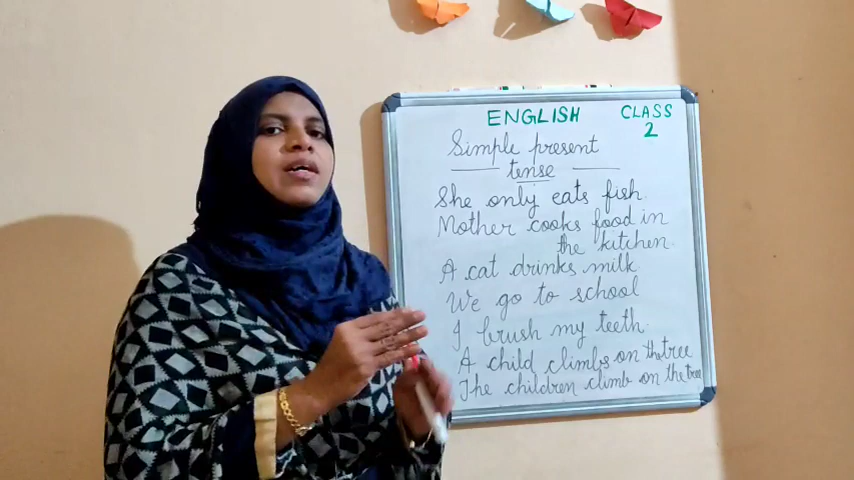 ENGLISH CLASS
2
Simple present
tense
She only eats fish.
Mother cooks food in
the kitchen.
A cat drinks milk.
We go to school
I brush my teeth.
A child climbs on the tree
The children climb on the tree